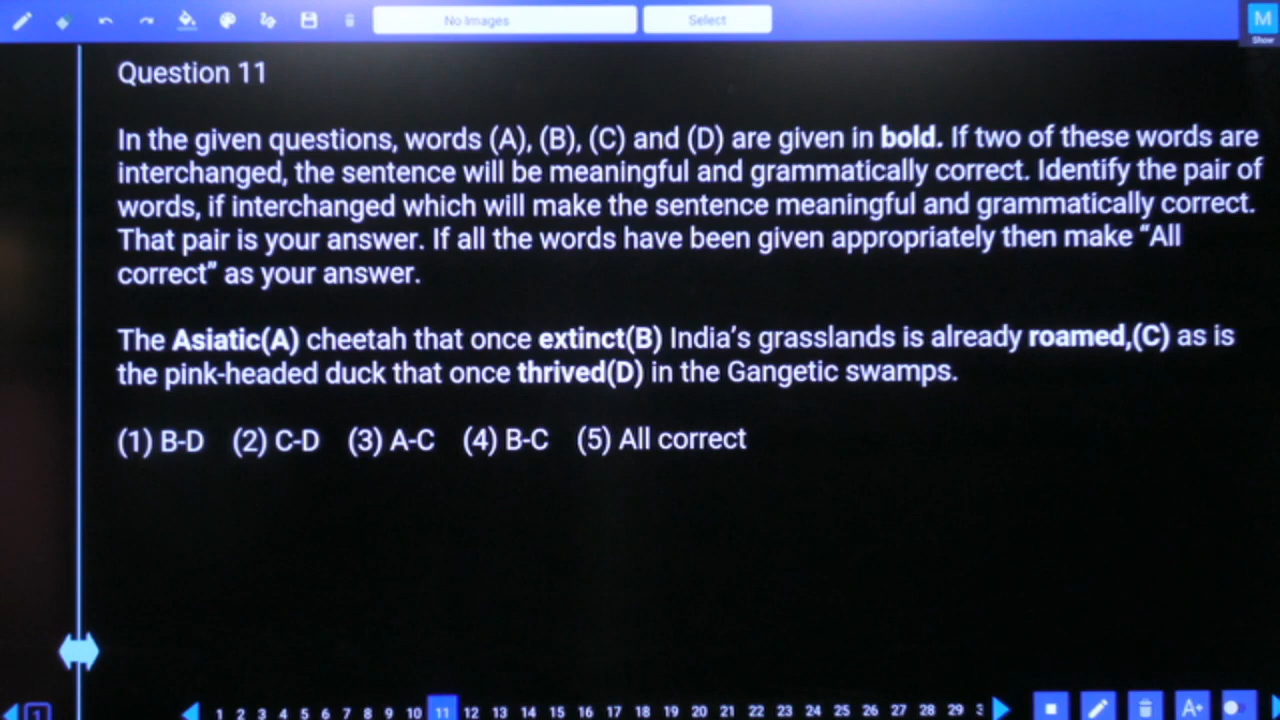 No Images
Select
M
Show
Question 11
In the given questions, words (A), (B), (C) and (D) are given in bold. If two of these words are
interchanged, the sentence will be meaningful and grammatically correct. Identify the pair of
words, if interchanged which will make the sentence meaningful and grammatically correct.
That pair is your answer. If all the words have been given appropriately then make “All
correct” as your answer.
The Asiatic(A) cheetah that once extinct(B) India’s grasslands is already roamed,(C) as is
the pink-headed duck that once thrived(D) in the Gangetic swamps.
(1) B-D (2) C-D (3) A-C (4) B-C (5) All correct
1 1 2 3 4 5 6 7 8 9 10 11 12 13 14 15 16 17 18 19 20 21 22 23 24 25 26 27 28 29 A+